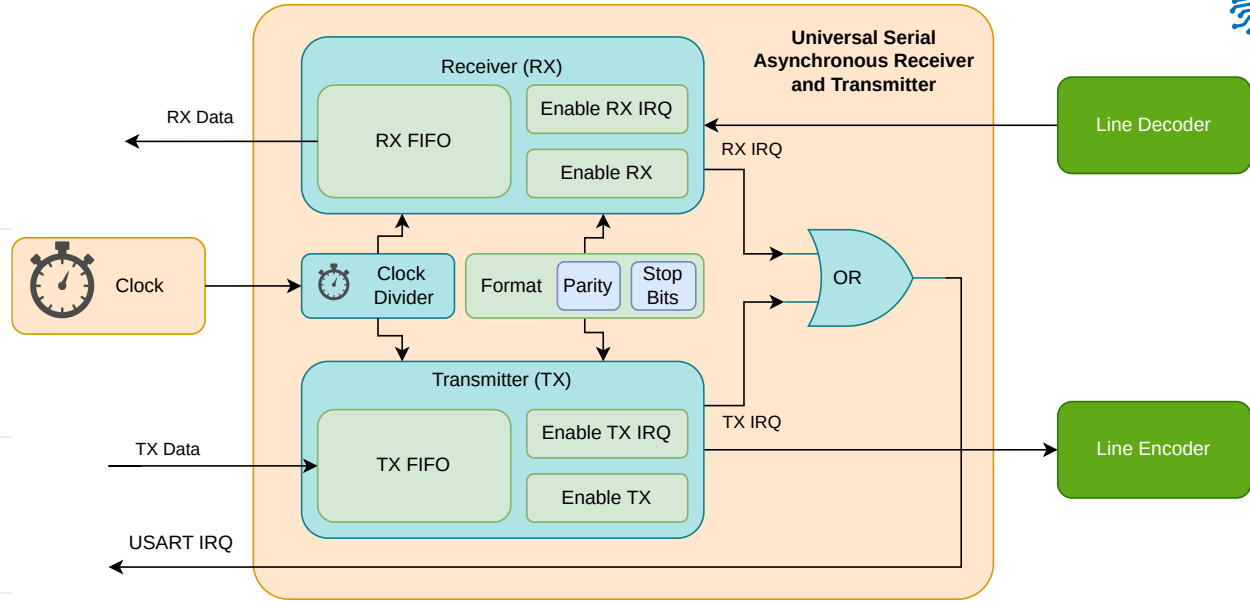 Universal Serial
Asynchronous Receiver
and Transmitter
Receiver (RX)
RX Data
RX FIFO
Enable RX IRQ
Enable RX
RX IRQ
Line Decoder
Clock
Clock
Divider
Format
Parity
Stop
Bits
OR
Transmitter (TX)
TX Data
TX FIFO
Enable TX IRQ
Enable TX
TX IRQ
Line Encoder
USART IRQ